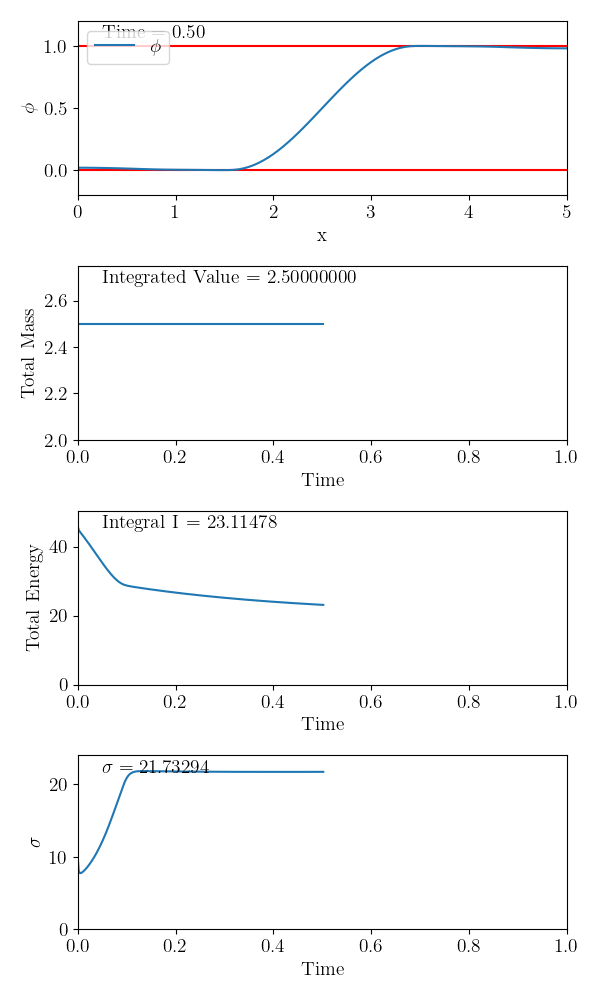 Time = 0.50
ϕ
1.0
0.5
0.0
ϕ
0 1 2 3 4 5
x
Integrated Value = 2.50000000
2.6
2.4
2.2
2.0
Total Mass
0.0 0.2 0.4 0.6 0.8 1.0
Time
Integral I = 23.11478
40
20
0
Total Energy
0.0 0.2 0.4 0.6 0.8 1.0
Time
σ = 21.73294
20
10
0
σ
0.0 0.2 0.4 0.6 0.8 1.0
Time